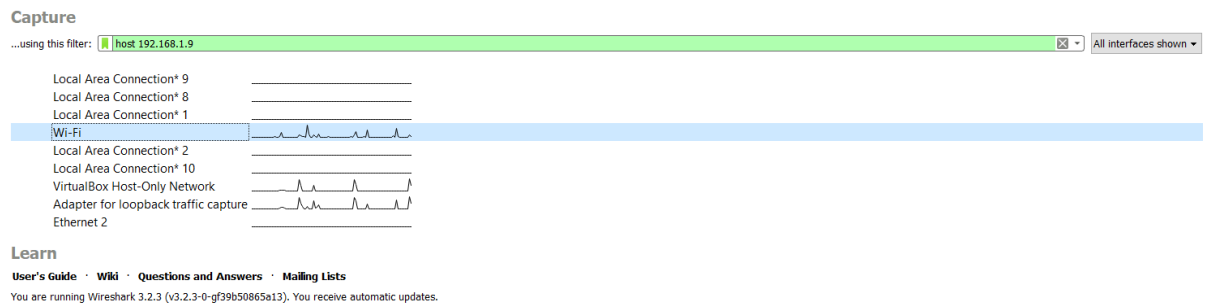 Capture
...using this filter: host 192.168.1.9 All interfaces shown
Local Area Connection* 9
Local Area Connection* 8
Local Area Connection* 1
Wi-Fi
Local Area Connection* 2
Local Area Connection* 10
VirtualBox Host-Only Network
Adapter for loopback traffic capture
Ethernet 2
Learn
User's Guide · Wiki · Questions and Answers · Mailing Lists
You are running Wireshark 3.2.3 (v3.2.3-0-gf39b50865a13). You receive automatic updates.